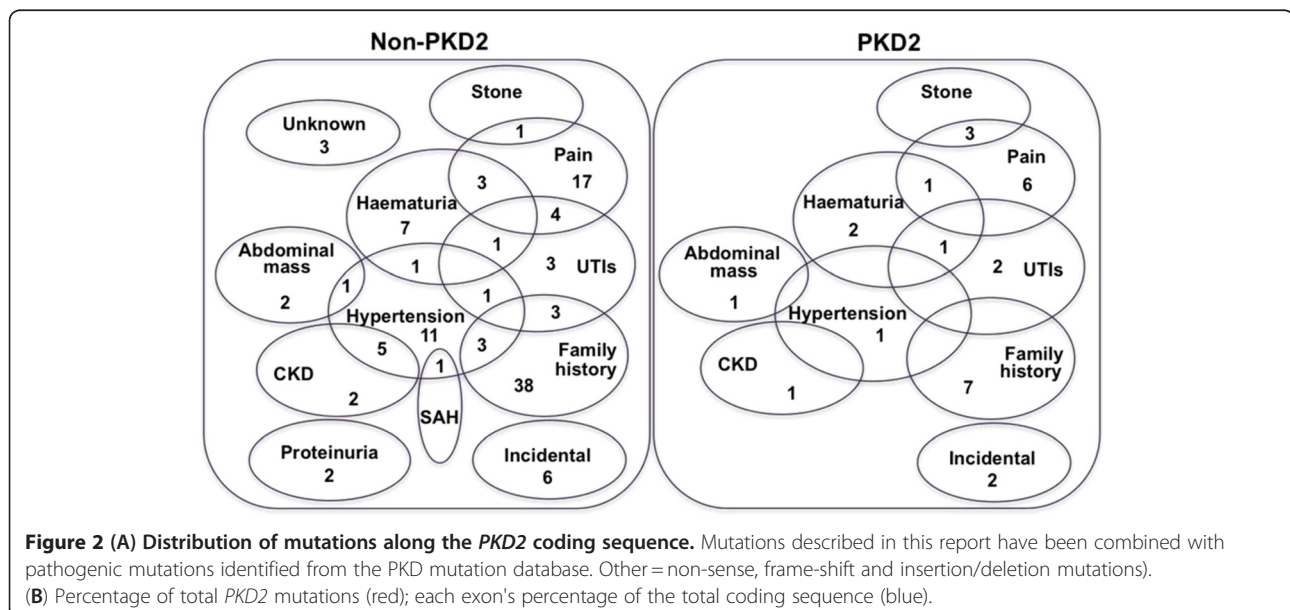 Non-PKD2
PKD2
Stone
1
Unknown
3
Pain
17
3
Haematuria
7
4
1
Abdominal
mass
1
2
1
3
UTIs
1
Hypertension
11
3
5
3
1
Family
history
38
CKD
2
SAH
Proteinuria
2
Incidental
6
Stone
3
Pain
6
1
Haematuria
2
1
Abdominal
mass
1
2
UTIs
Hypertension
1
CKD
1
Family
history
7
Incidental
2
Figure 2 (A) Distribution of mutations along the PKD2 coding sequence. Mutations described in this report have been combined with
pathogenic mutations identified from the PKD mutation database. Other = non-sense, frame-shift and insertion/deletion mutations).
(B) Percentage of total PKD2 mutations (red); each exon's percentage of the total coding sequence (blue).